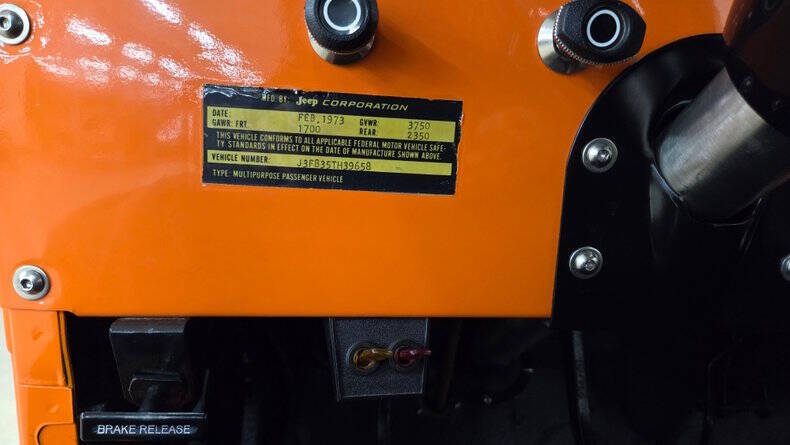 MFD. BY: Jeep CORPORATION
DATE: FEB. 1973 GVWR: 3750
GAWR: FRT. 1700 REAR: 2350
THIS VEHICLE CONFORMS TO ALL APPLICABLE FEDERAL MOTOR VEHICLE SAFE-
TY STANDARDS IN EFFECT ON THE DATE OF MANUFACTURE SHOWN ABOVE.
VEHICLE NUMBER: J3F835TH39658
TYPE: MULTIPURPOSE PASSENGER VEHICLE
BRAKE RELEASE